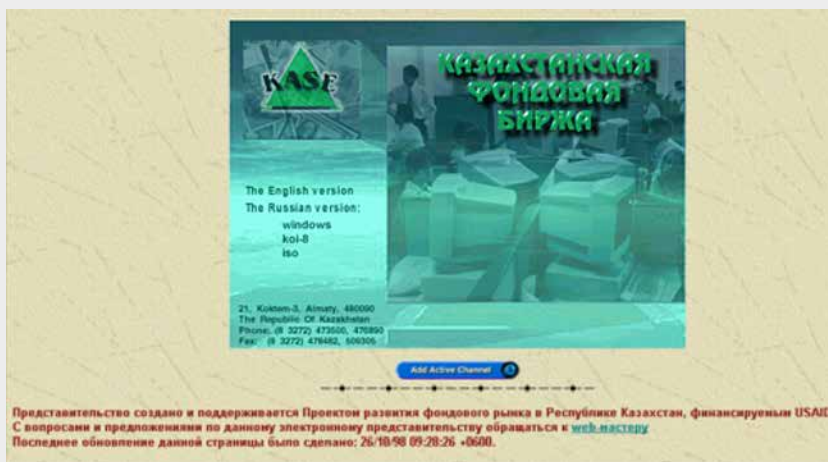 KASE
КАЗАХСТАНСКАЯ
ФОНДОВАЯ
БИРЖА
The English version
The Russian version:
windows
koi-8
iso
21, Koktem-3, Almaty, 480090
The Republic Of Kazakhstan
Phone: (8 3272) 473500, 476890
Fax: (8 3272) 476482, 509305
Add Active Channel
Представительство создано и поддерживается Проектом развития фондового рынка в Республике Казахстан, финансируемым USAID
С вопросами и предложениями по данному электронному представительству обращаться к web-мастеру
Последнее обновление данной страницы было сделано: 26/10/98 09:28:26 +0600.